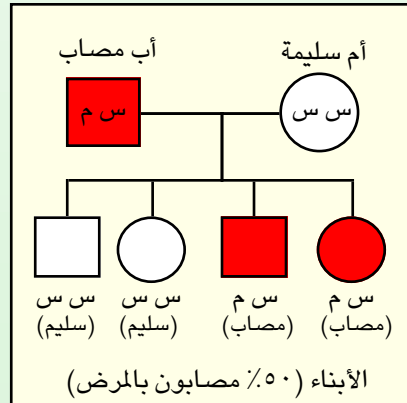 أم سليمة أب مصاب
س س س م
س م س م س س س س
(مصاب) (مصاب) (سليم) (سليم)
الأبناء (٥٠٪ مصابون بالمرض)